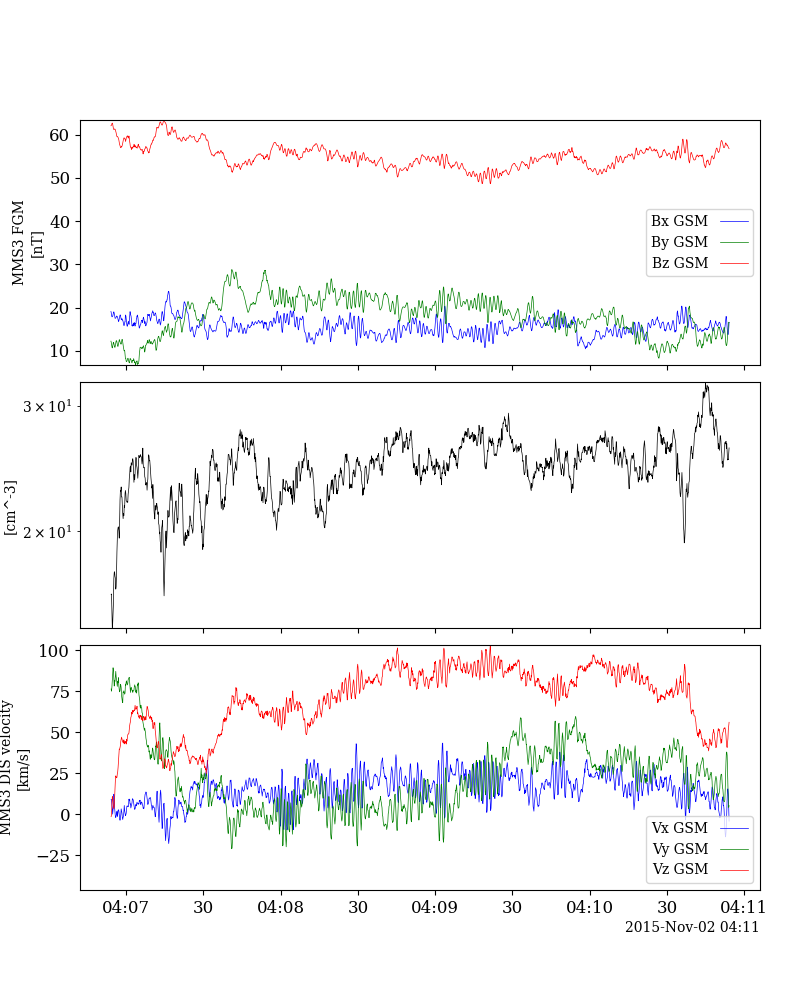 60
50
40
30
20
10
MMS3 FGM
[nT]
Bx GSM
By GSM
Bz GSM
3 × 10¹
2 × 10¹
[cm^-3]
100
75
50
25
0
−25
MMS3 DIS velocity
[km/s]
Vx GSM
Vy GSM
Vz GSM
04:07 30 04:08 30 04:09 30 04:10 30 04:11
2015-Nov-02 04:11